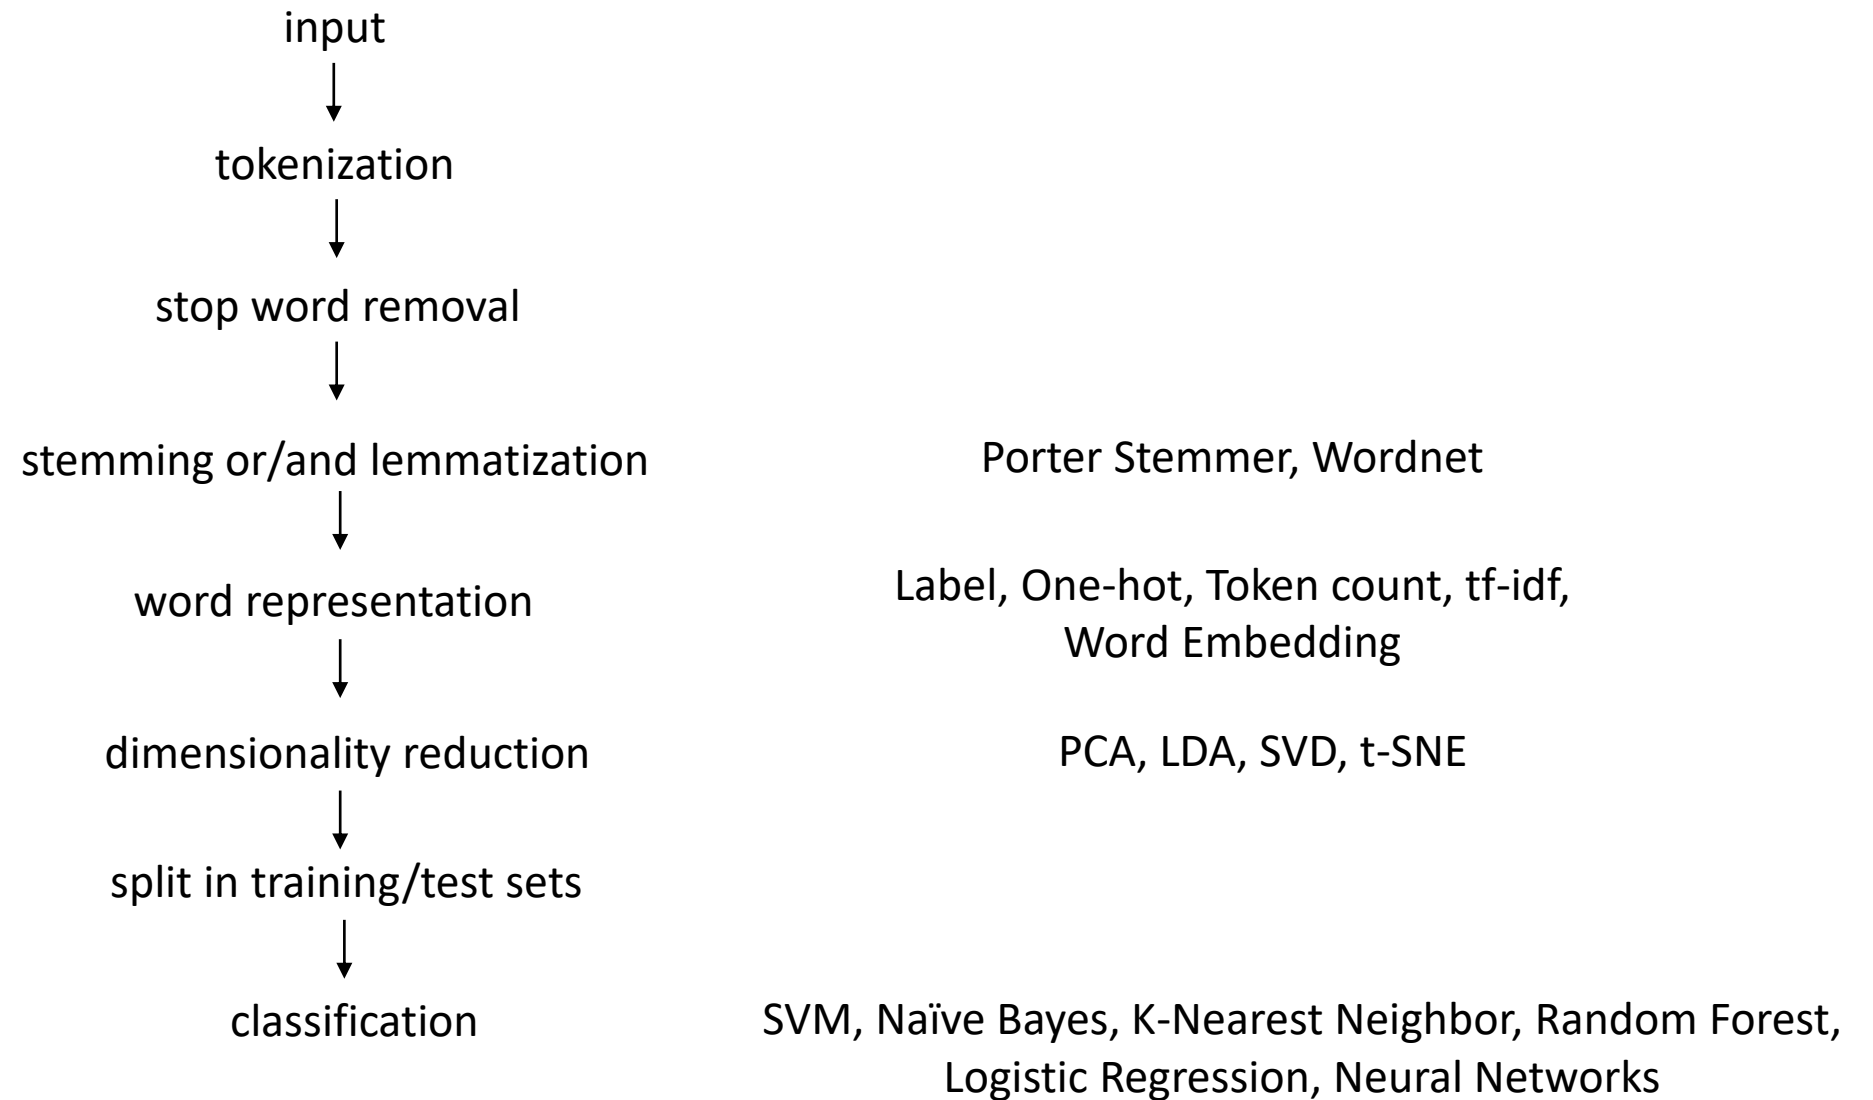 input
tokenization
stop word removal
stemming or/and lemmatization
Porter Stemmer, Wordnet
word representation
Label, One-hot, Token count, tf-idf,
Word Embedding
dimensionality reduction
PCA, LDA, SVD, t-SNE
split in training/test sets
classification
SVM, Naïve Bayes, K-Nearest Neighbor, Random Forest,
Logistic Regression, Neural Networks